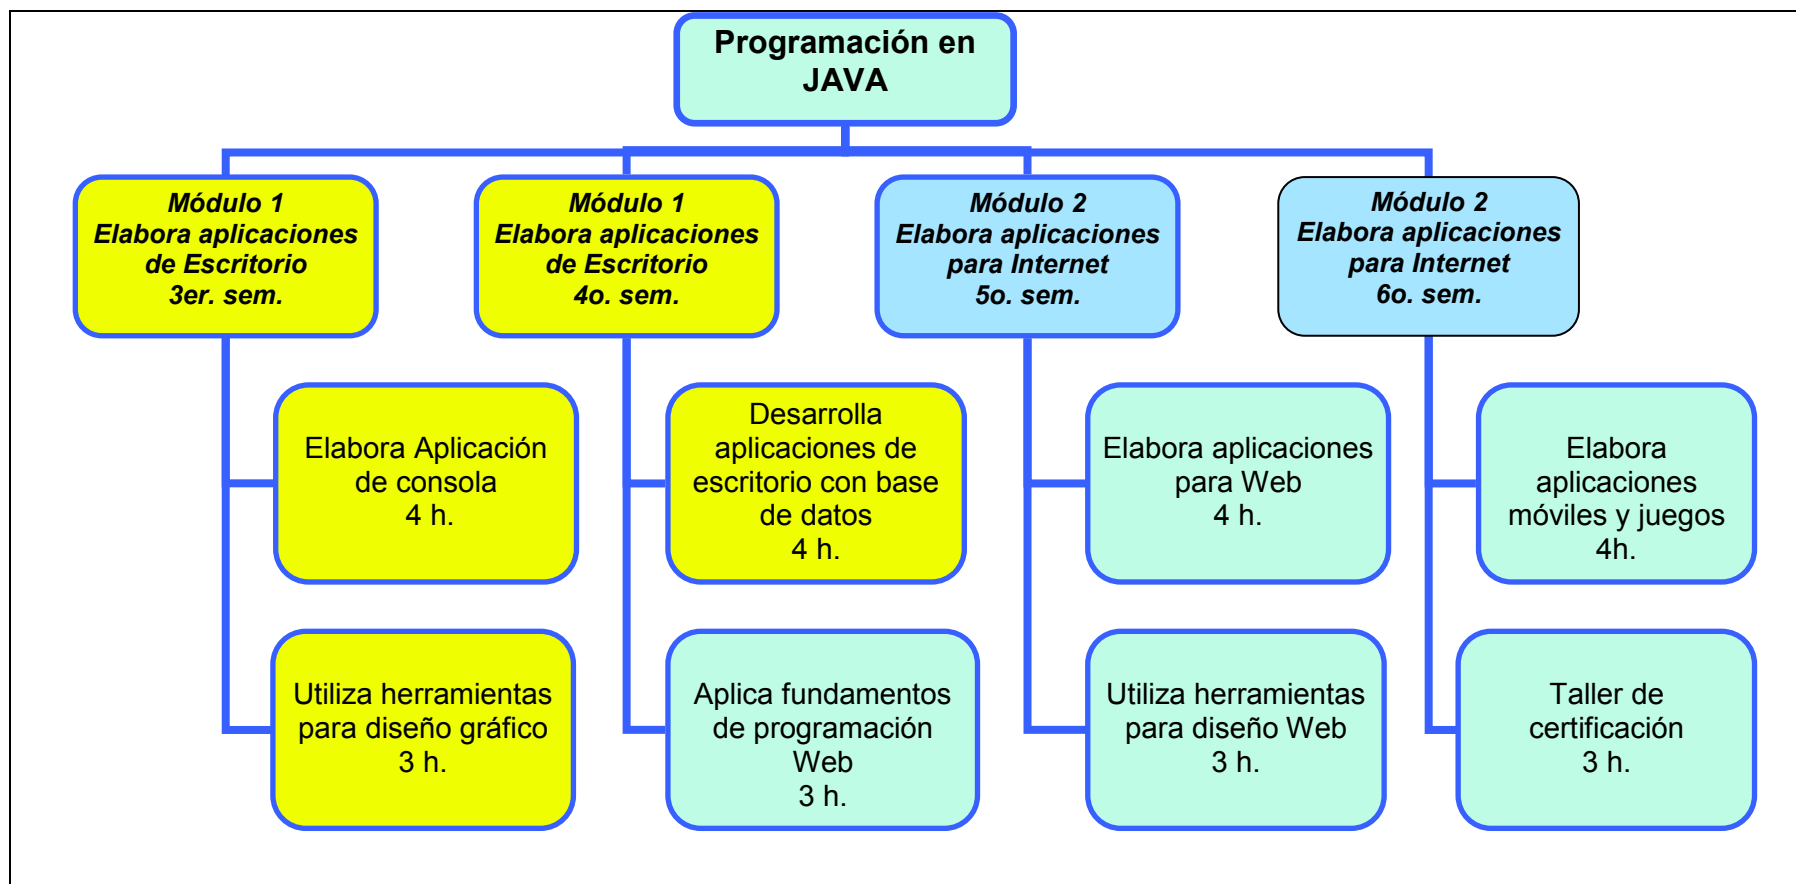 Programación en
JAVA
Módulo 1
Elabora aplicaciones
de Escritorio
3er. sem.
Módulo 1
Elabora aplicaciones
de Escritorio
4o. sem.
Módulo 2
Elabora aplicaciones
para Internet
5o. sem.
Módulo 2
Elabora aplicaciones
para Internet
6o. sem.
Elabora Aplicación
de consola
4 h.
Desarrolla
aplicaciones de
escritorio con base
de datos
4 h.
Elabora aplicaciones
para Web
4 h.
Elabora
aplicaciones
móviles y juegos
4h.
Utiliza herramientas
para diseño gráfico
3 h.
Aplica fundamentos
de programación
Web
3 h.
Utiliza herramientas
para diseño Web
3 h.
Taller de
certificación
3 h.